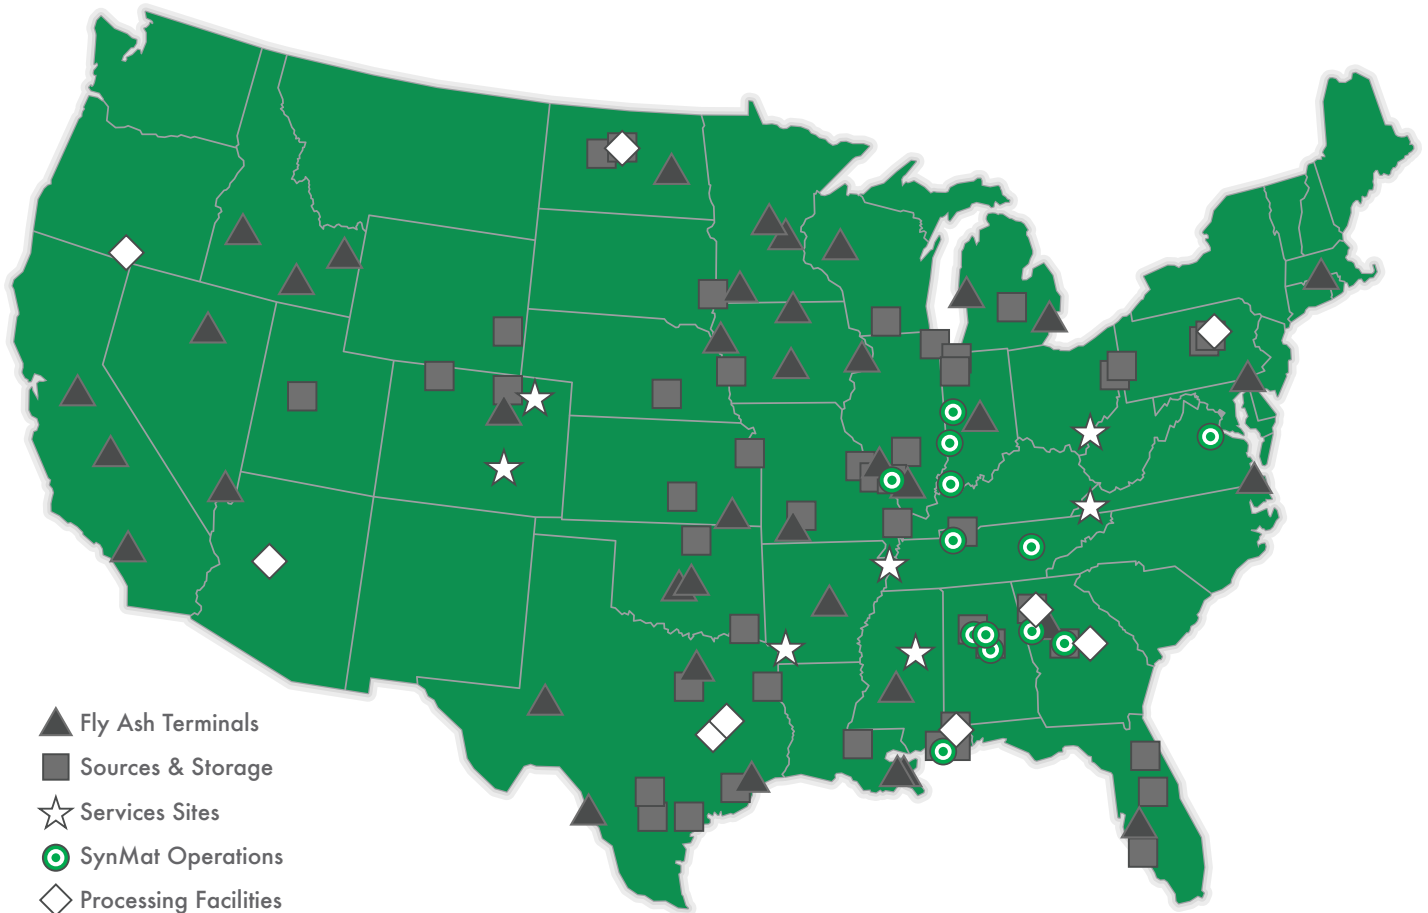 Fly Ash Terminals
Sources & Storage
Services Sites
SynMat Operations
Processing Facilities